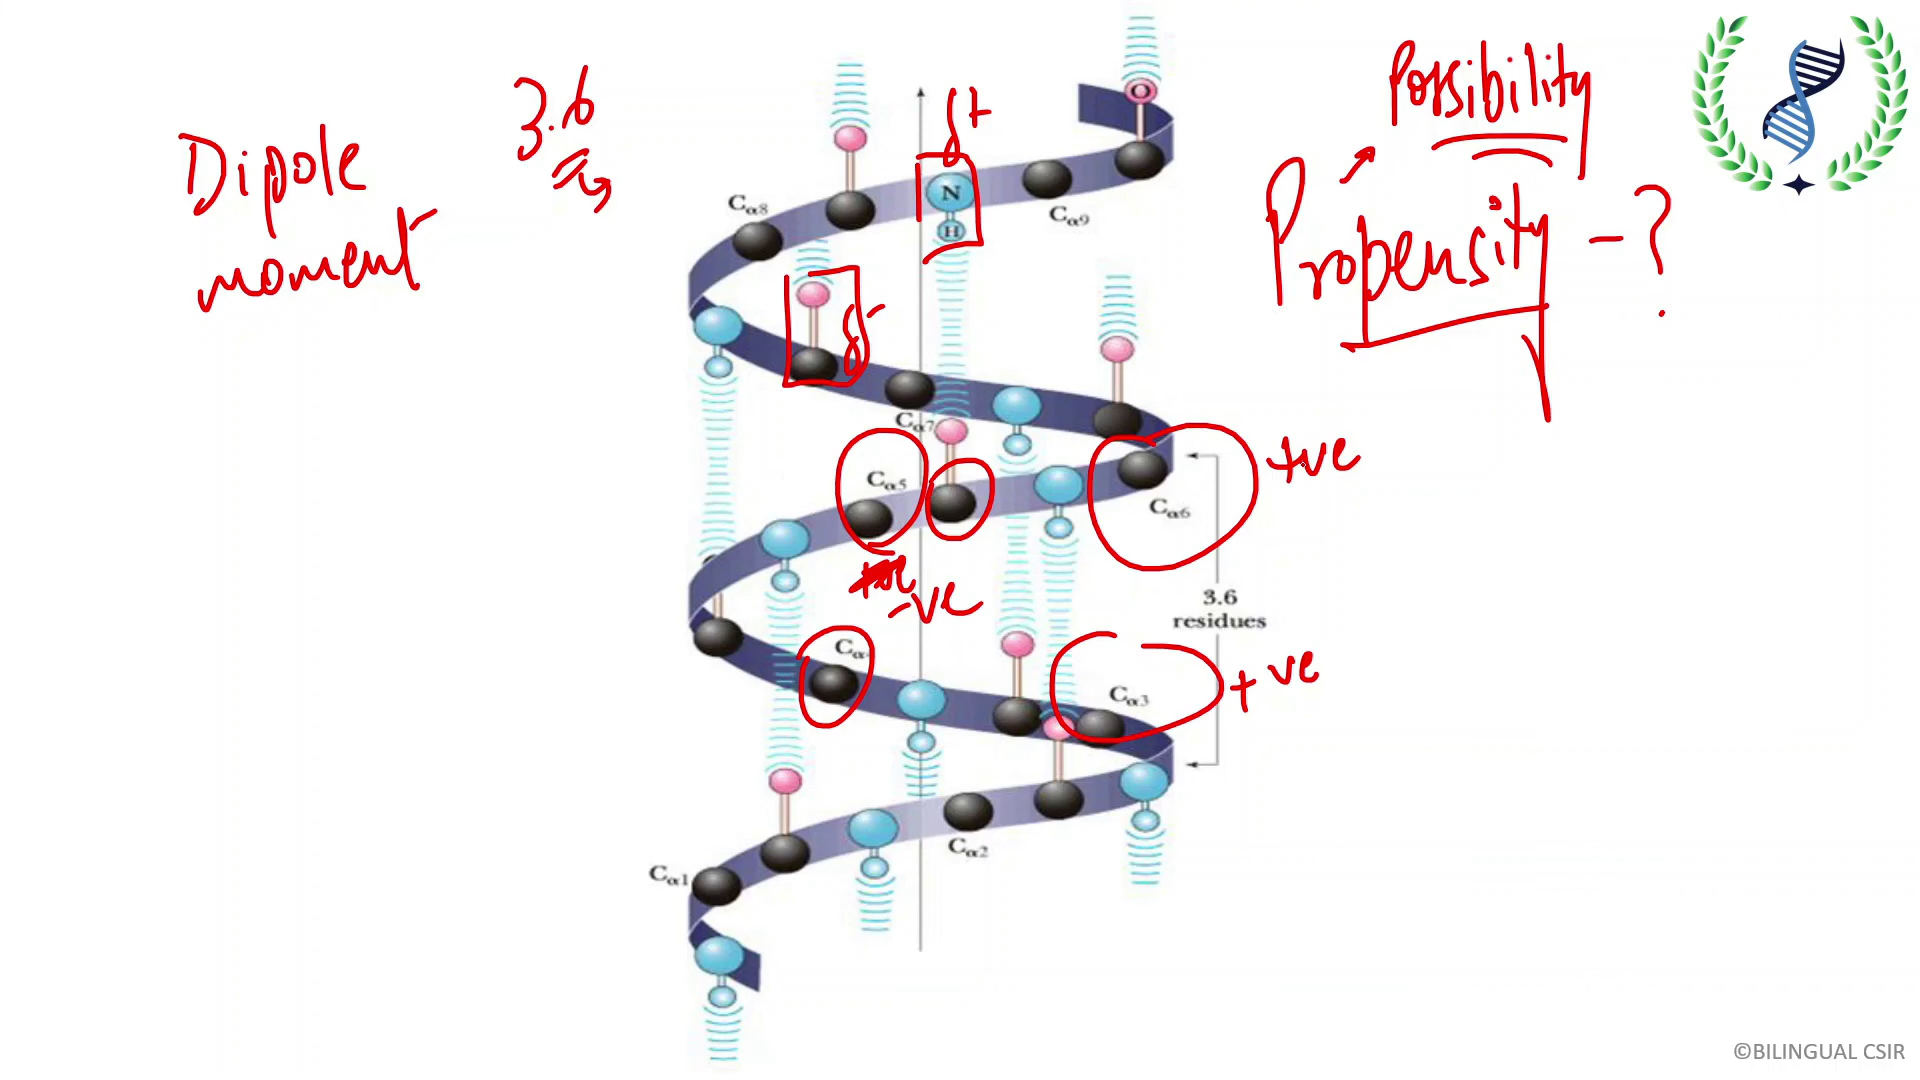 Possibility
Propensity - ?
Dipole
moment
3.6
δ+
O
N
H
Cα8
Cα9
δ-
Cα7
Cα5
Cα6
+ve
-ve
3.6
residues
Cα
Cα3
+ve
Cα2
Cα1
©BILINGUAL CSIR